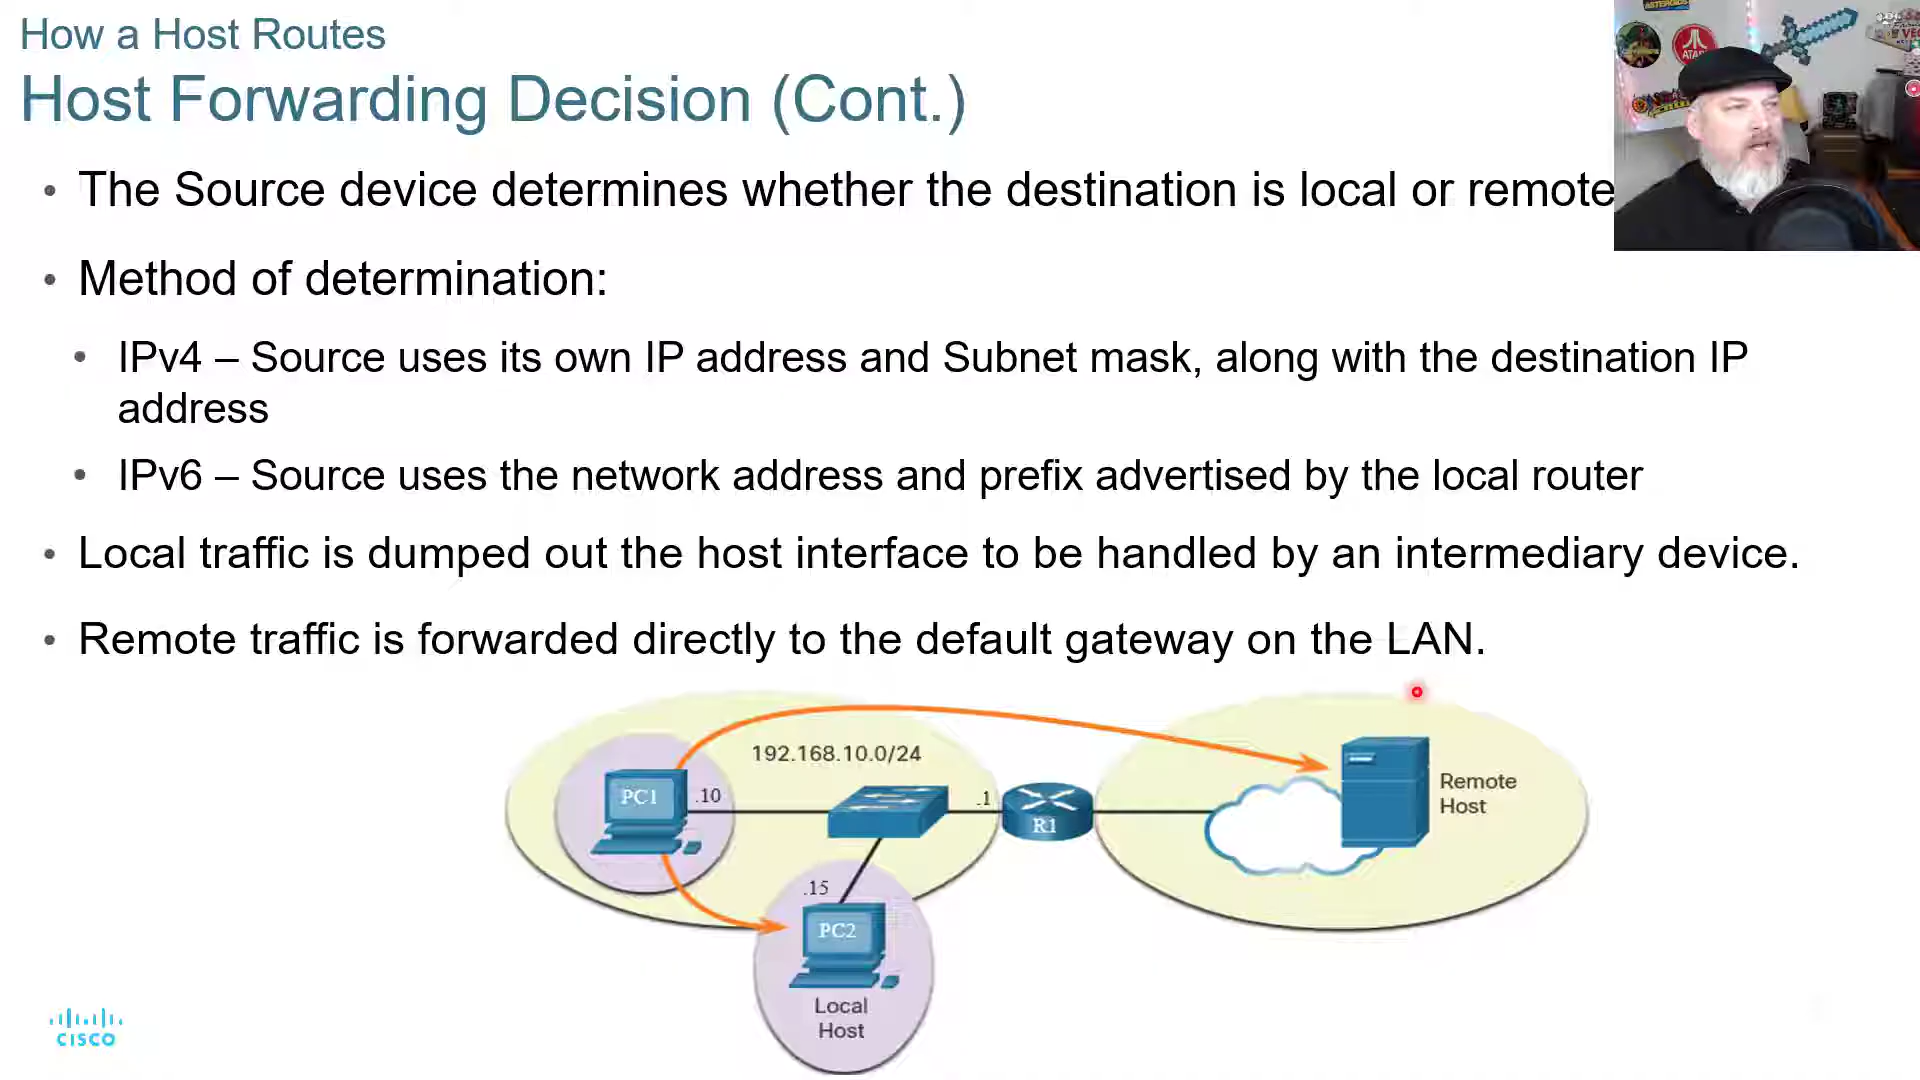 How a Host Routes
Host Forwarding Decision (Cont.)
• The Source device determines whether the destination is local or remote
• Method of determination:
• IPv4 – Source uses its own IP address and Subnet mask, along with the destination IP
address
• IPv6 – Source uses the network address and prefix advertised by the local router
• Local traffic is dumped out the host interface to be handled by an intermediary device.
• Remote traffic is forwarded directly to the default gateway on the LAN.
192.168.10.0/24
PC1
.10
.1
R1
Remote
Host
.15
PC2
Local
Host
CISCO
ASTEROIDS
ATARI